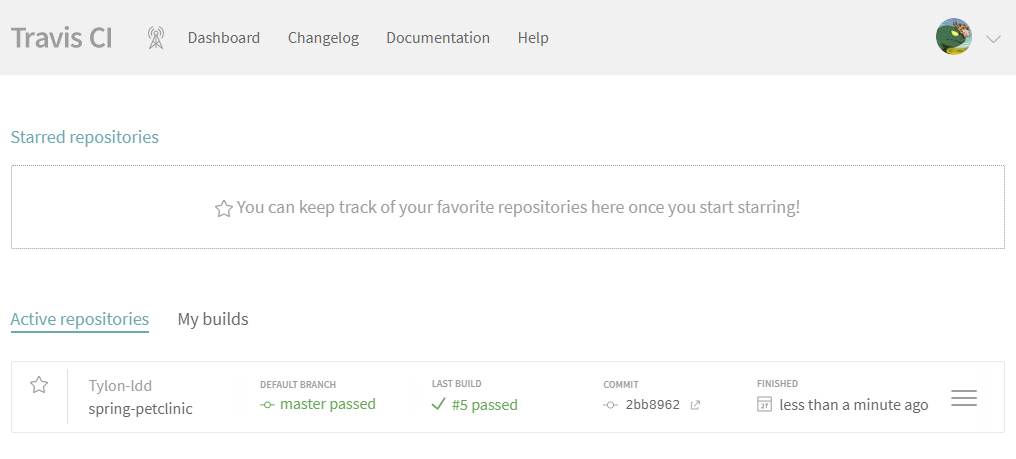 Travis CI Dashboard Changelog Documentation Help
Starred repositories
You can keep track of your favorite repositories here once you start starring!
Active repositories My builds
Tylon-ldd DEFAULT BRANCH LAST BUILD COMMIT FINISHED
spring-petclinic master passed #5 passed 2bb8962 27 less than a minute ago